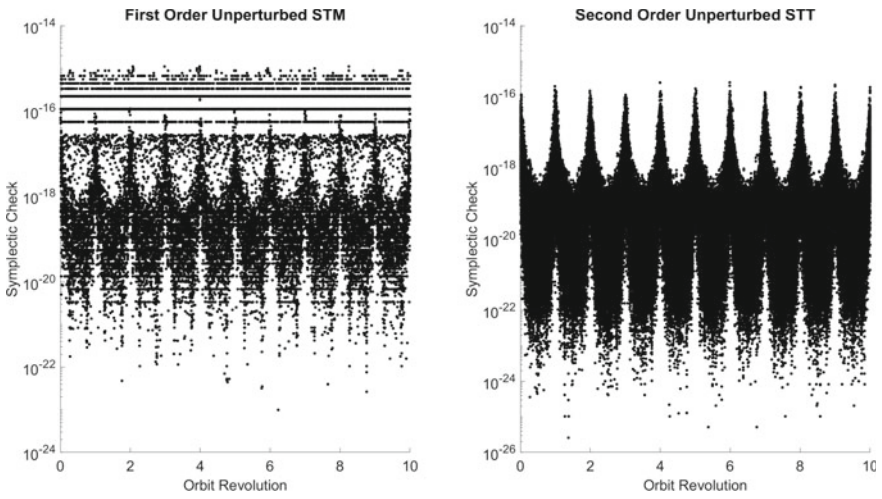 First Order Unperturbed STM
10^-14
10^-16
10^-18
10^-20
10^-22
10^-24
Symplectic Check
0 2 4 6 8 10
Orbit Revolution
Second Order Unperturbed STT
10^-14
10^-16
10^-18
10^-20
10^-22
10^-24
10^-26
Symplectic Check
0 2 4 6 8 10
Orbit Revolution